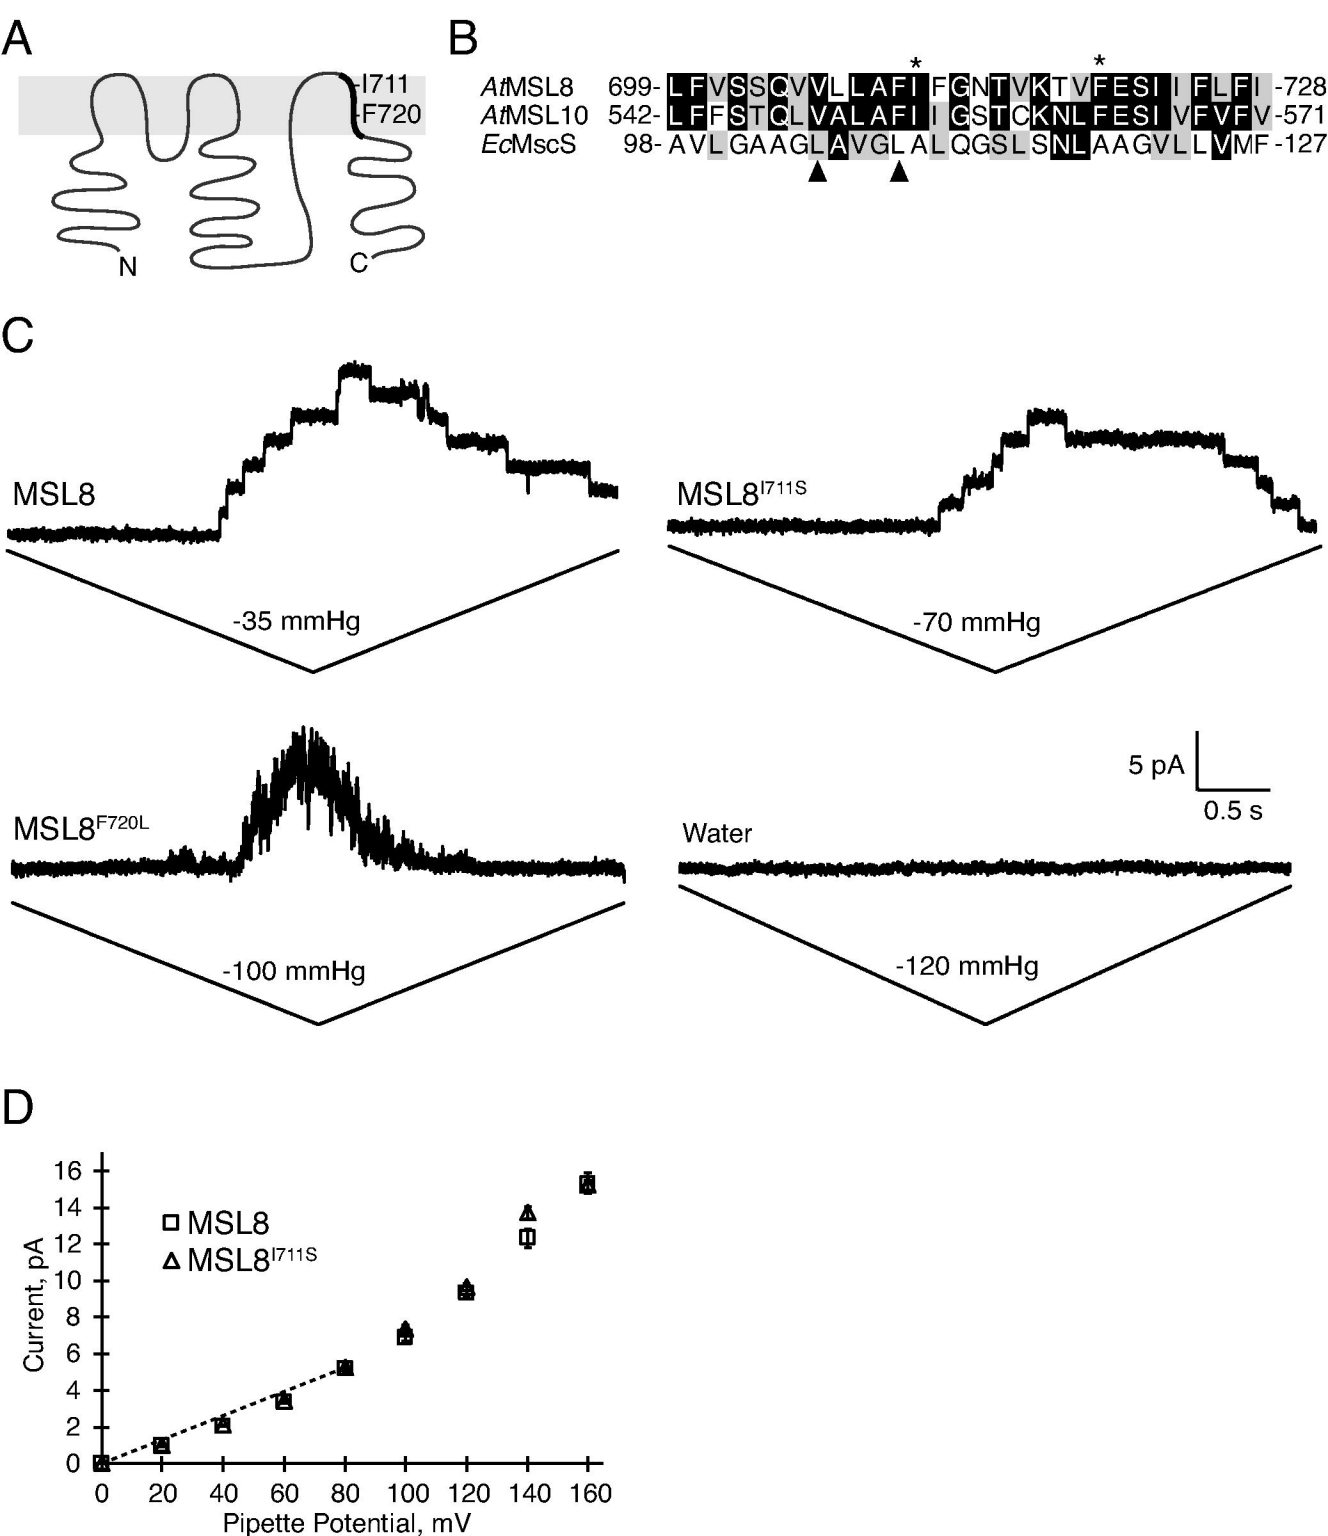 A
I711
F720
N
C
B
* *
AtMSL8 699- LFVSSQVVLLAFIFGNTVKTVFESIIFLFI -728
AtMSL10 542- LFFSTQLVALAFIIGSTCKNLFESIVFVFV -571
EcMscS 98- AVLGAAGLAVGLALQGSLSNLAAGVLLVMF -127
C
MSL8
-35 mmHg
MSL8I711S
-70 mmHg
MSL8F720L
-100 mmHg
5 pA
0.5 s
Water
-120 mmHg
D
Current, pA
16
14
12
10
8
6
4
2
0
MSL8
MSL8I711S
0 20 40 60 80 100 120 140 160
Pipette Potential, mV